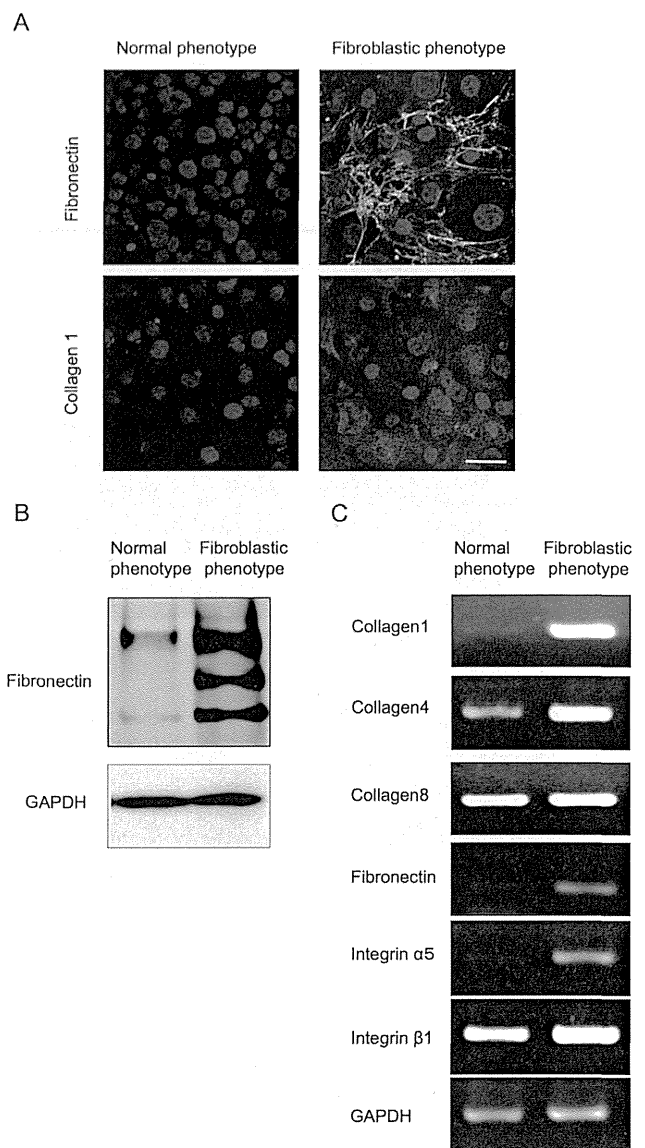 A
Normal phenotype
Fibroblastic phenotype
Fibronectin
Collagen 1
B
Normal
phenotype
Fibroblastic
phenotype
Fibronectin
GAPDH
C
Normal
phenotype
Fibroblastic
phenotype
Collagen1
Collagen4
Collagen8
Fibronectin
Integrin α5
Integrin β1
GAPDH